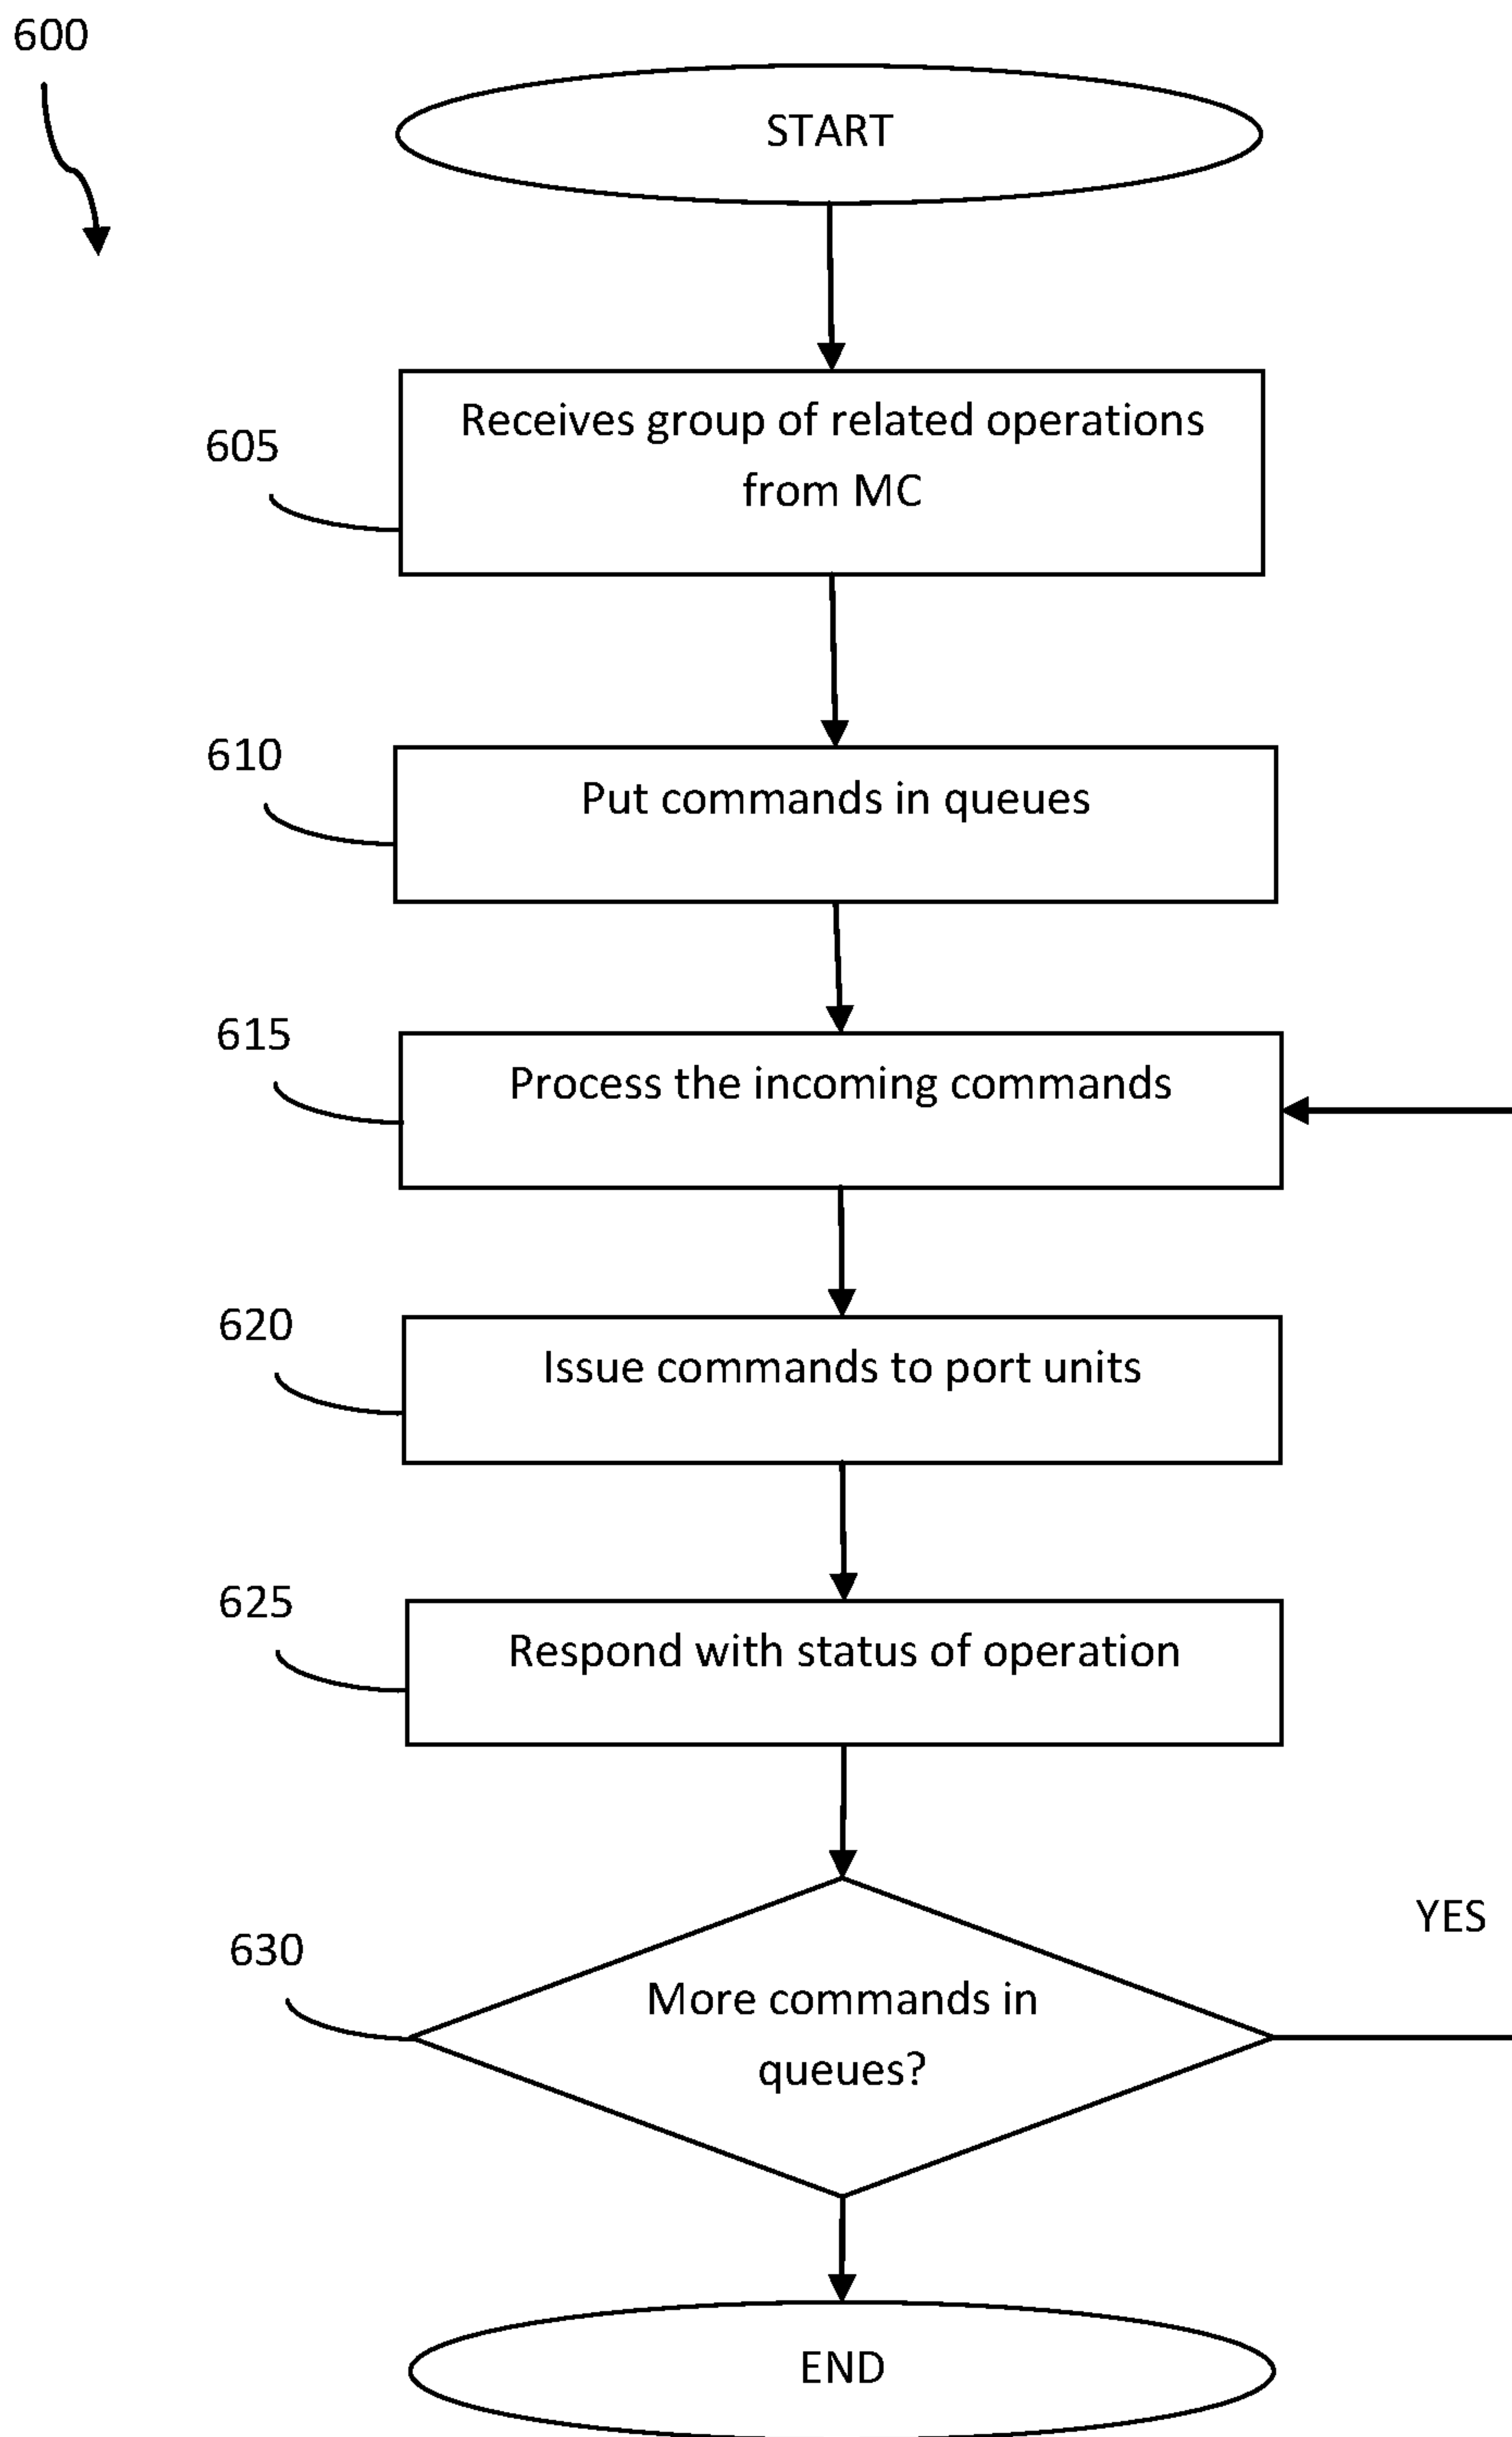 600
START
605
Receives group of related operations
from MC
610
Put commands in queues
615
Process the incoming commands
620
Issue commands to port units
625
Respond with status of operation
630
YES
More commands in
queues?
END